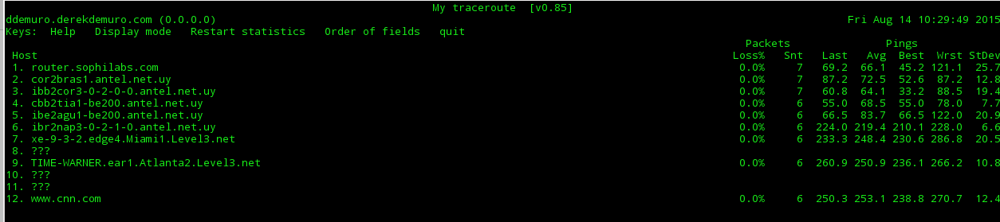 My traceroute [v0.85]
ddemuro.derekdemuro.com (0.0.0.0) Fri Aug 14 10:29:49 2015
Keys: Help Display mode Restart statistics Order of fields quit
Packets Pings
Host Loss% Snt Last Avg Best Wrst StDev
1. router.sophilabs.com 0.0% 7 69.2 66.1 45.2 121.1 25.7
2. cor2bras1.antel.net.uy 0.0% 7 87.2 72.5 52.6 87.2 12.8
3. ibb2cor3-0-2-0-0.antel.net.uy 0.0% 7 60.8 64.1 33.2 88.5 19.4
4. cbb2tia1-be200.antel.net.uy 0.0% 6 55.0 68.5 55.0 78.0 7.7
5. ibe2agu1-be200.antel.net.uy 0.0% 6 66.5 83.7 66.5 122.0 20.9
6. ibr2nap3-0-2-1-0.antel.net.uy 0.0% 6 224.0 219.4 210.1 228.0 6.6
7. xe-9-3-2.edge4.Miami1.Level3.net 0.0% 6 233.3 248.4 230.6 286.8 20.5
8. ???
9. TIME-WARNER.ear1.Atlanta2.Level3.net 0.0% 6 260.9 250.9 236.1 266.2 10.8
10. ???
11. ???
12. www.cnn.com 0.0% 6 250.3 253.1 238.8 270.7 12.4